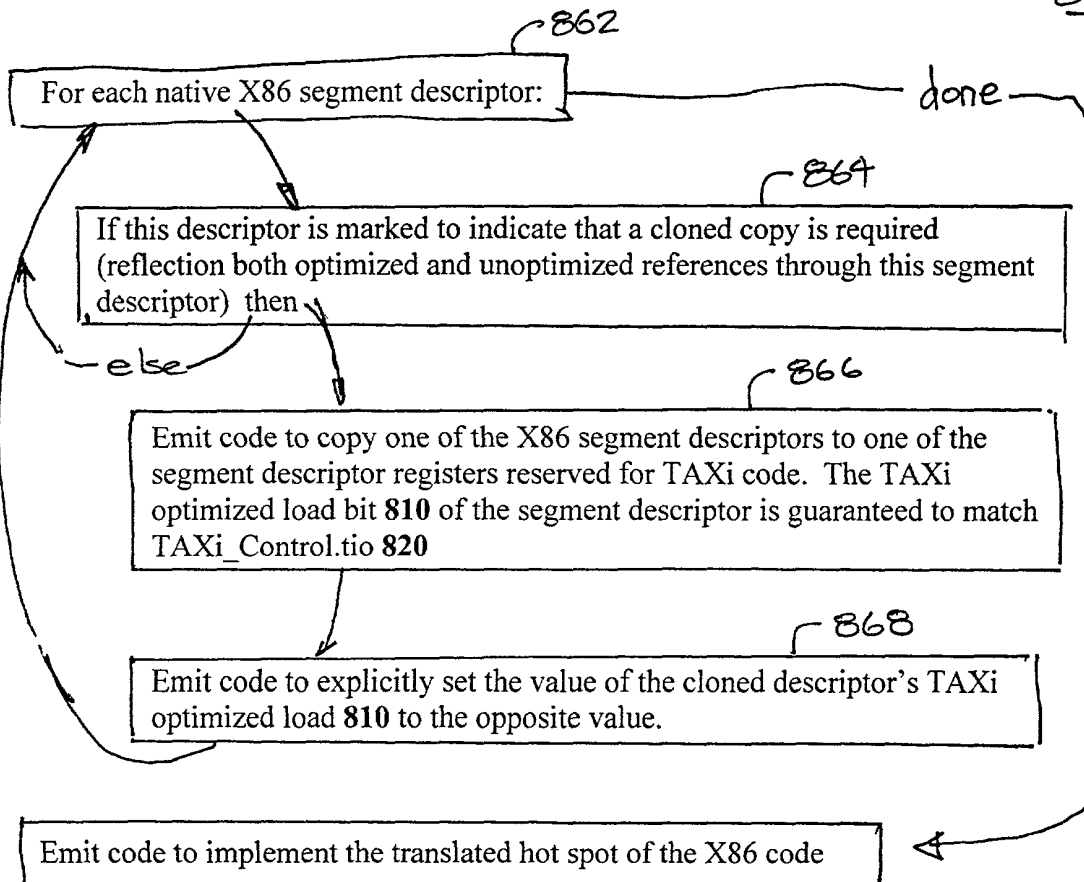 862
For each native X86 segment descriptor:
done
864
If this descriptor is marked to indicate that a cloned copy is required
(reflection both optimized and unoptimized references through this segment
descriptor) then
else
866
Emit code to copy one of the X86 segment descriptors to one of the
segment descriptor registers reserved for TAXi code. The TAXi
optimized load bit 810 of the segment descriptor is guaranteed to match
TAXi_Control.tio 820
868
Emit code to explicitly set the value of the cloned descriptor's TAXi
optimized load 810 to the opposite value.
Emit code to implement the translated hot spot of the X86 code